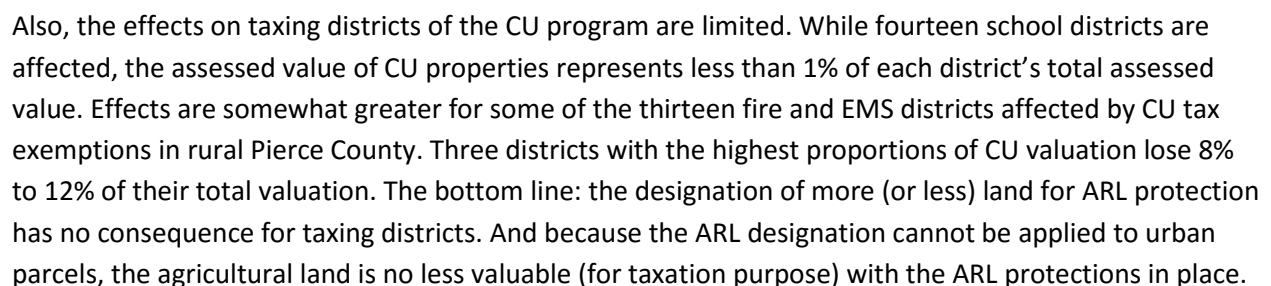 Also, the effects on taxing districts of the CU program are limited. While fourteen school districts are
affected, the assessed value of CU properties represents less than 1% of each district’s total assessed
value. Effects are somewhat greater for some of the thirteen fire and EMS districts affected by CU tax
exemptions in rural Pierce County. Three districts with the highest proportions of CU valuation lose 8%
to 12% of their total valuation. The bottom line: the designation of more (or less) land for ARL protection
has no consequence for taxing districts. And because the ARL designation cannot be applied to urban
parcels, the agricultural land is no less valuable (for taxation purpose) with the ARL protections in place.